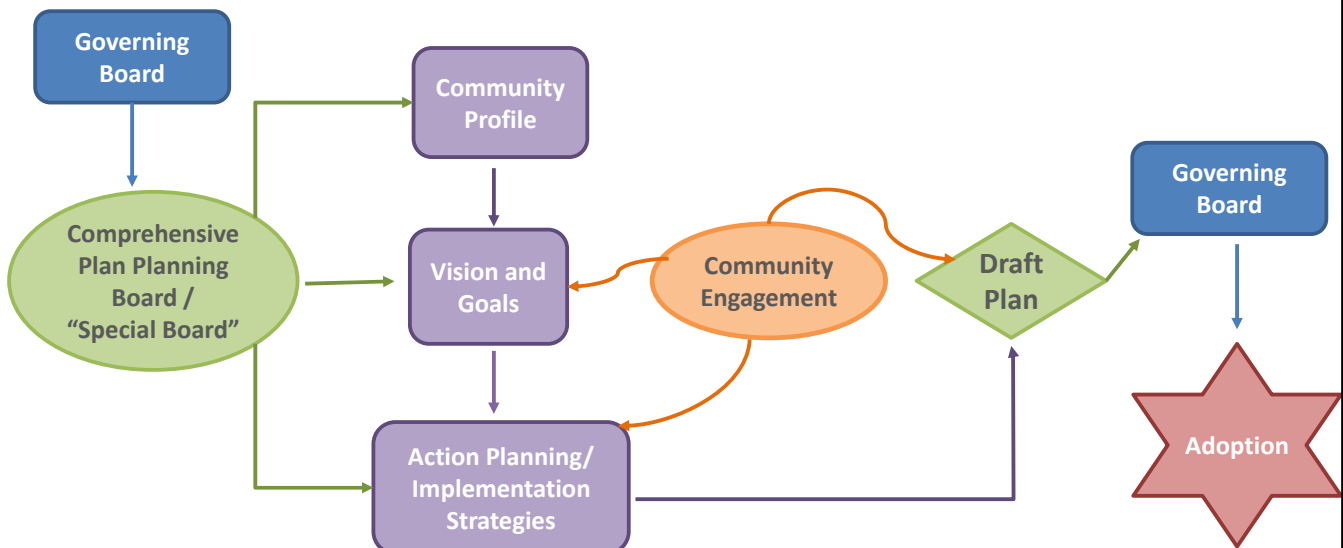 Governing
Board
Comprehensive
Plan Planning
Board /
“Special Board”
Community
Profile
Vision and
Goals
Action Planning/
Implementation
Strategies
Community
Engagement
Draft
Plan
Governing
Board
Adoption